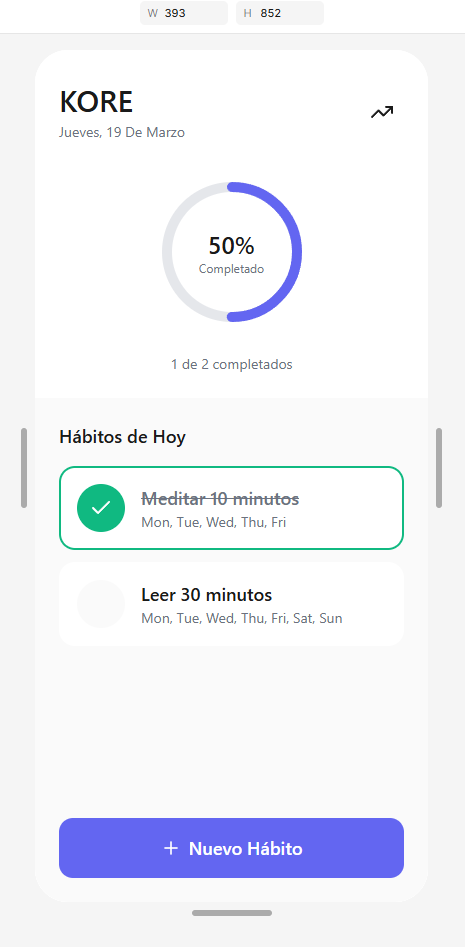 W 393 H 852
KORE
Jueves, 19 De Marzo
50%
Completado
1 de 2 completados
Hábitos de Hoy
Meditar 10 minutos
Mon, Tue, Wed, Thu, Fri
Leer 30 minutos
Mon, Tue, Wed, Thu, Fri, Sat, Sun
+ Nuevo Hábito